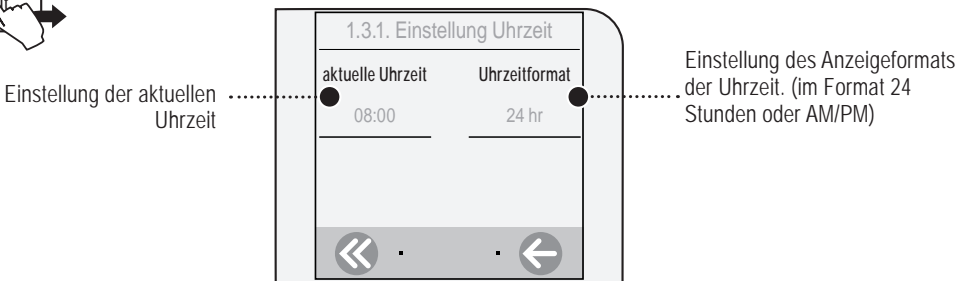 1.3.1. Einstellung Uhrzeit
aktuelle Uhrzeit
Uhrzeitformat
08:00
24 hr
Einstellung der aktuellen
Uhrzeit
Einstellung des Anzeigeformats
der Uhrzeit. (im Format 24
Stunden oder AM/PM)